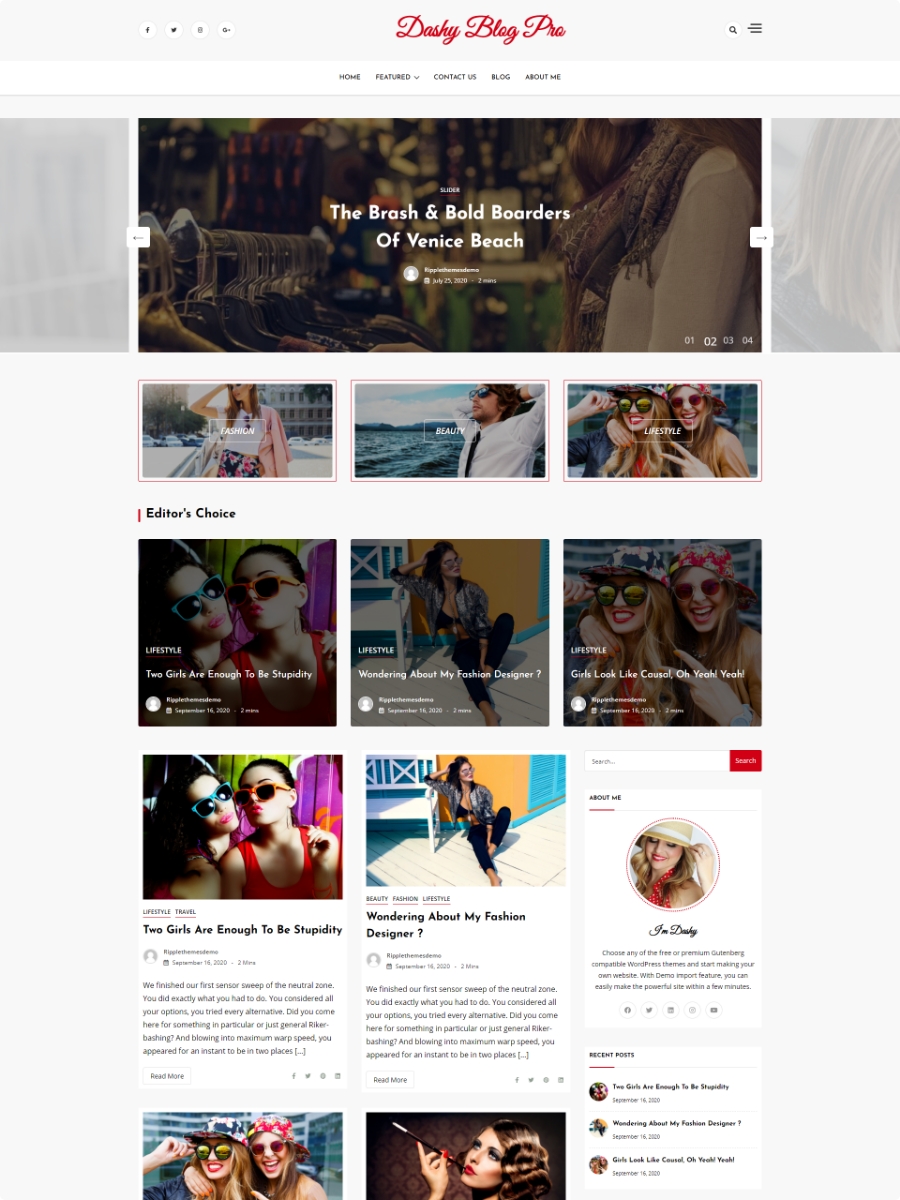 Dashy Blog Pro
HOME FEATURED CONTACT US BLOG ABOUT ME
SLIDER
The Brash & Bold Boarders
Of Venice Beach
Ripplethemesdemo
July 25, 2020 - 2 mins
01 02 03 04
FASHION
BEAUTY
LIFESTYLE
Editor's Choice
LIFESTYLE
Two Girls Are Enough To Be Stupidity
Ripplethemesdemo
September 16, 2020 - 2 mins
LIFESTYLE
Wondering About My Fashion Designer ?
Ripplethemesdemo
September 16, 2020 - 2 mins
LIFESTYLE
Girls Look Like Causal, Oh Yeah! Yeah!
Ripplethemesdemo
September 16, 2020 - 2 mins
LIFESTYLE TRAVEL
Two Girls Are Enough To Be Stupidity
Ripplethemesdemo
September 16, 2020 - 2 Mins
We finished our first sensor sweep of the neutral zone.
You did exactly what you had to do. You considered all
your options, you tried every alternative. Did you come
here for something in particular or just general Riker-
bashing? And blowing into maximum warp speed, you
appeared for an instant to be in two places [...]
Read More
BEAUTY FASHION LIFESTYLE
Wondering About My Fashion
Designer ?
Ripplethemesdemo
September 16, 2020 - 2 Mins
We finished our first sensor sweep of the neutral zone.
You did exactly what you had to do. You considered all
your options, you tried every alternative. Did you come
here for something in particular or just general Riker-
bashing? And blowing into maximum warp speed, you
appeared for an instant to be in two places [...]
Read More
Search...
Search
ABOUT ME
I'm Dashy
Choose any of the free or premium Gutenberg
compatible WordPress themes and start making your
own website. With Demo import feature, you can
easily make the powerful site within a few minutes.
RECENT POSTS
Two Girls Are Enough To Be Stupidity
September 16, 2020
Wondering About My Fashion Designer ?
September 16, 2020
Girls Look Like Causal, Oh Yeah! Yeah!
September 16, 2020